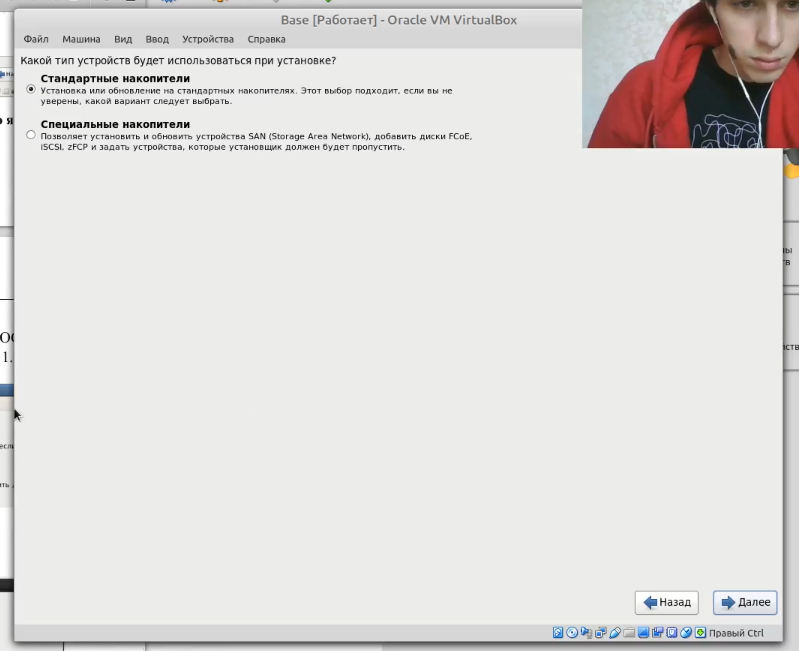 Base [Работает] - Oracle VM VirtualBox
Файл Машина Вид Ввод Устройства Справка
Какой тип устройств будет использоваться при установке?
Стандартные накопители
Установка или обновление на стандартных накопителях. Этот выбор подходит, если вы не
уверены, какой вариант следует выбрать.
Специальные накопители
Позволяет установить и обновить устройства SAN (Storage Area Network), добавить диски FCoE,
iSCSI, zFCP и задать устройства, которые установщик должен будет пропустить.
1.
Назад Далее
Правый Ctrl